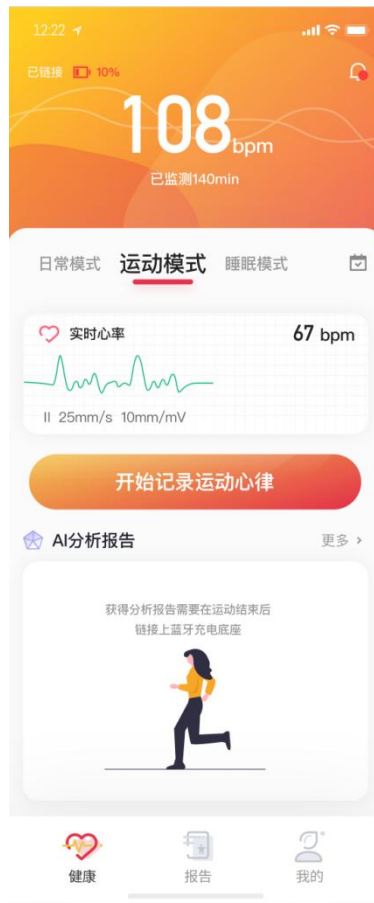 12:22
已链接 10%
108 bpm
已监测140min
日常模式 运动模式 睡眠模式
实时心率 67 bpm
II 25mm/s 10mm/mV
开始记录运动心律
AI分析报告 更多 >
获得分析报告需要在运动结束后
链接上蓝牙充电底座
健康 报告 我的